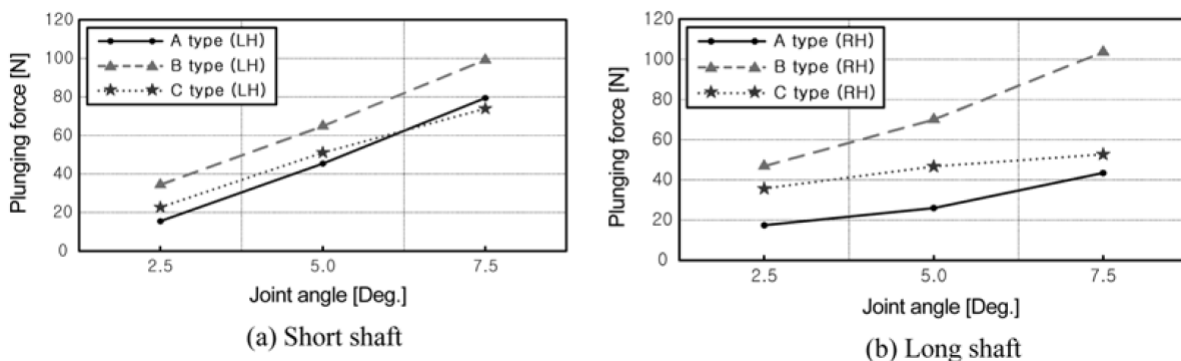 120
100
80
60
40
20
0
Plunging force [N]
A type (LH)
B type (LH)
C type (LH)
2.5 5.0 7.5
Joint angle [Deg.]
(a) Short shaft
120
100
80
60
40
20
0
Plunging force [N]
A type (RH)
B type (RH)
C type (RH)
2.5 5.0 7.5
Joint angle [Deg.]
(b) Long shaft